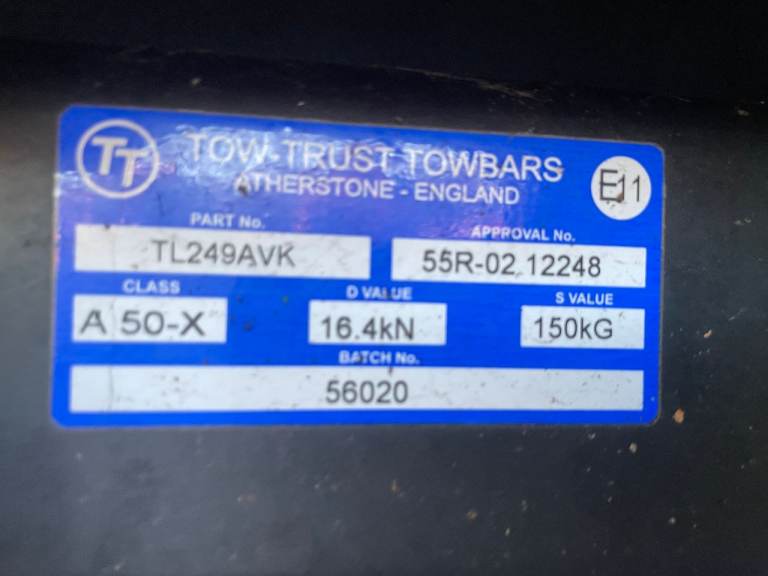 TT TOW-TRUST TOWBARS
ATHERSTONE - ENGLAND
E11
PART No. APPROVAL No.
TL249AVK 55R-02 12248
CLASS D VALUE S VALUE
A 50-X 16.4kN 150kG
BATCH No.
56020